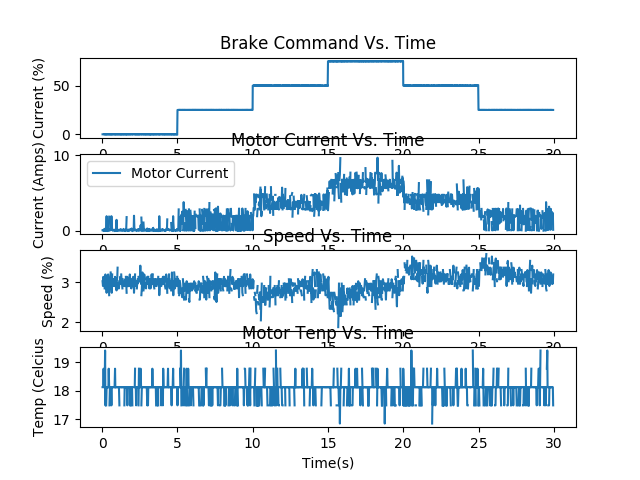 Brake Command Vs. Time
Current (%)
50
0
Motor Current Vs. Time
Current (Amps)
10
0
Motor Current
Speed Vs. Time
Speed (%)
3
2
Motor Tenp Vs. Time
Temp (Celcius
19
18
17
0 5 10 15 20 25 30
Time(s)